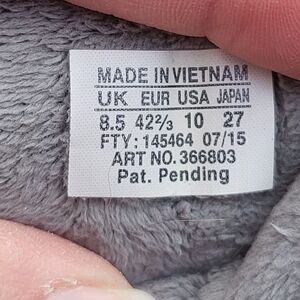 MADE IN VIETNAM
UK EUR USA JAPAN
8.5 42⅔ 10 27
FTY: 145464 07/15
ART NO. 366803
Pat. Pending